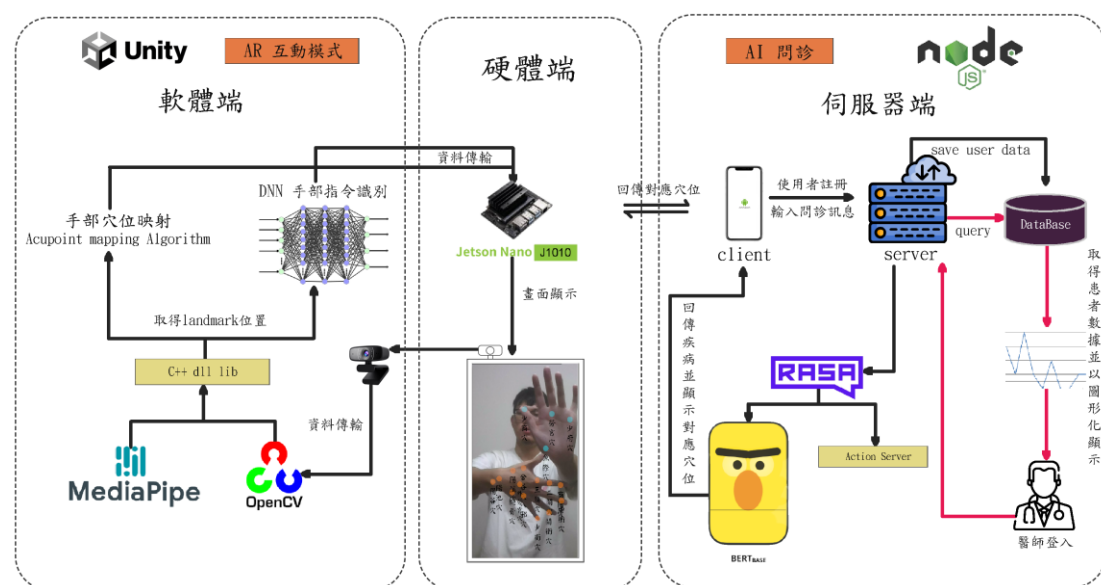 Unity
AR 互動模式
軟體端
資料傳輸
DNN 手部指令識別
手部穴位映射
Acupoint mapping Algorithm
取得landmark位置
C++ dll lib
資料傳輸
MediaPipe
OpenCV
硬體端
Jetson Nano J1010
畫面顯示
回傳對應穴位
AI 問診
node
JS
伺服器端
save user data
使用者註冊
輸入問診訊息
client
server
query
DataBase
取得患者數據並以圖形化顯示
回傳疾病並顯示對應穴位
RASA
Action Server
BERT BASE
醫師登入